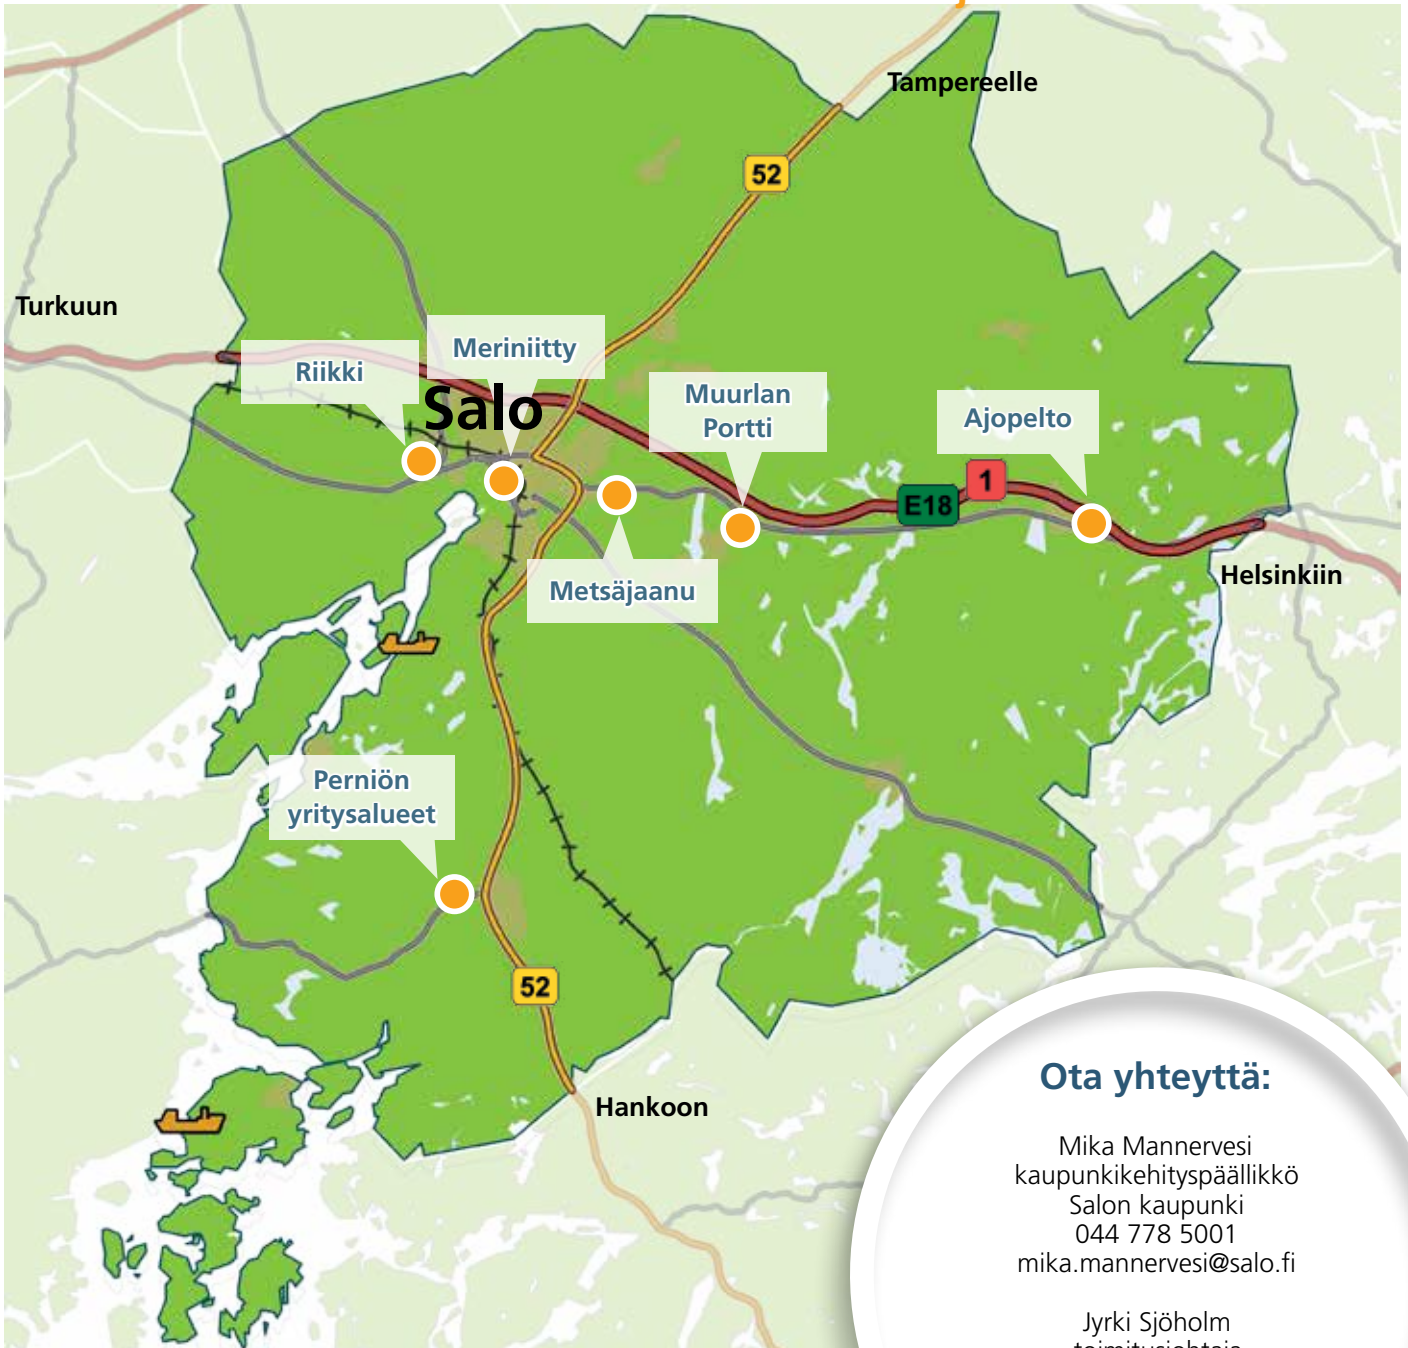 Tampereelle
52
Turkuun
Meriniitty
Riikki
Salo
Muurlan
Portti
Ajopelto
1
E18
Helsinkiin
Metsäjaanu
Perniön
yritysalueet
52
Hankoon
Ota yhteyttä:
Mika Mannervesi
kaupunkikehityspäällikkö
Salon kaupunki
044 778 5001
mika.mannervesi@salo.fi
Jyrki Sjöholm
toimitusjohtaja